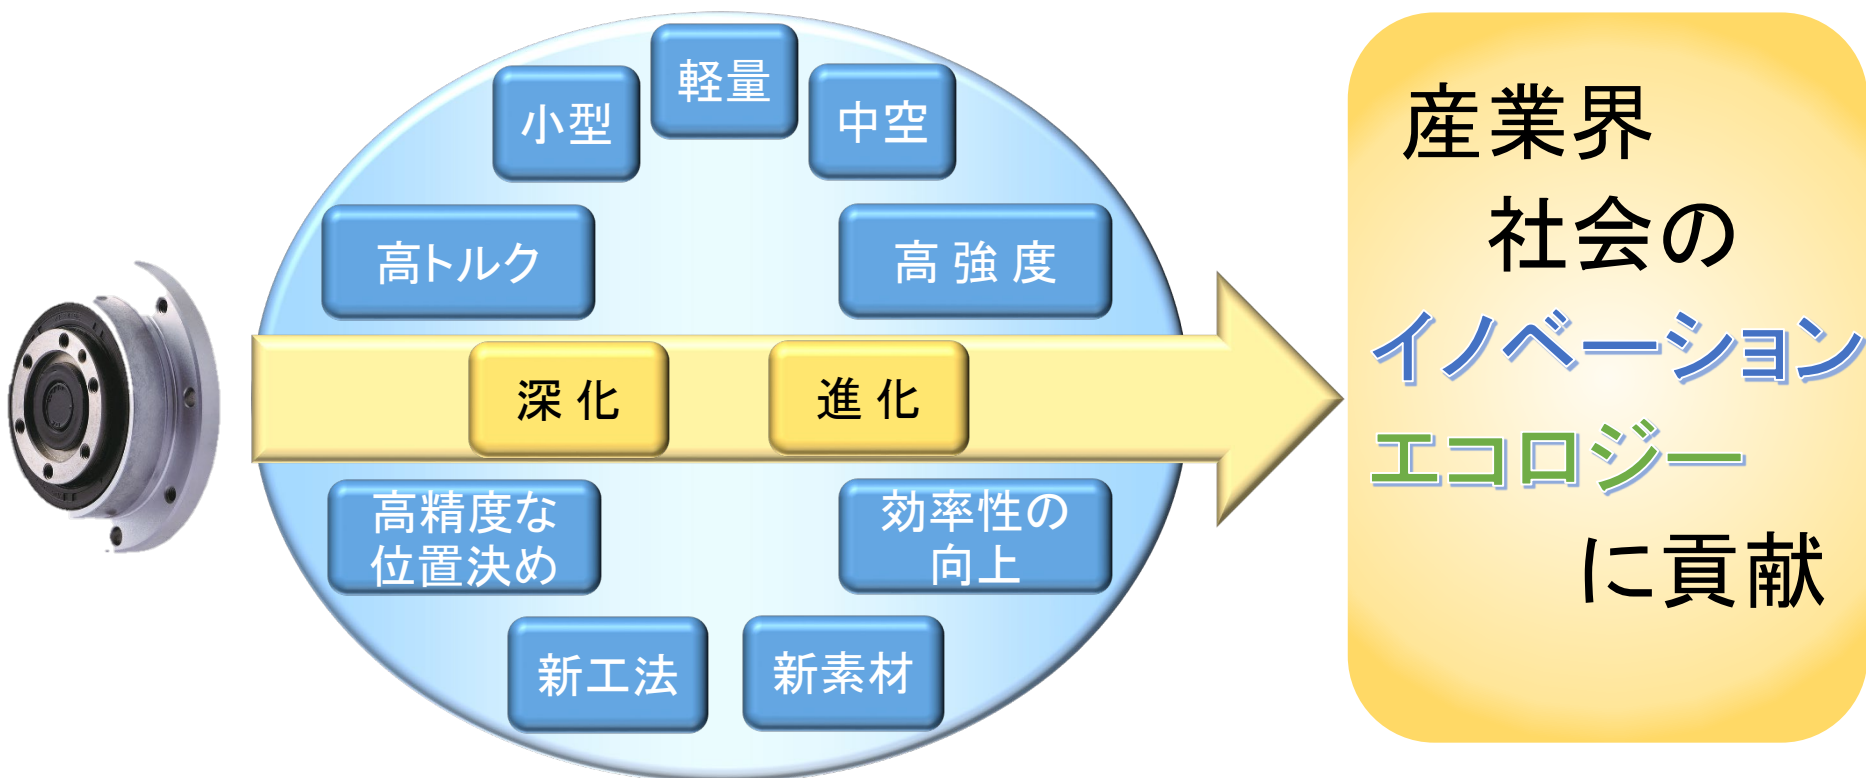 軽量
小型
中空
高トルク
高強度
深化
進化
高精度な
位置決め
効率性の
向上
新工法
新素材
産業界
社会の
イノベーション
エコロジー
に貢献